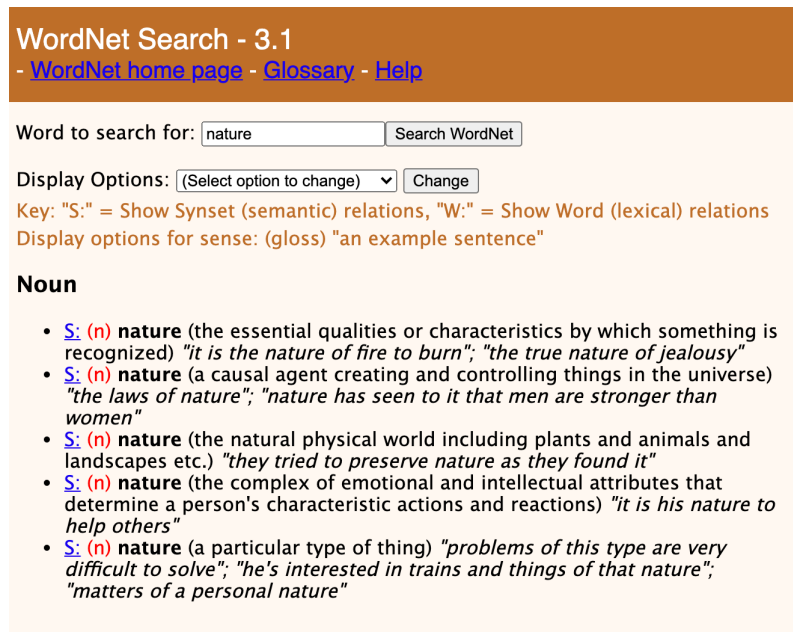 WordNet Search - 3.1
- WordNet home page - Glossary - Help
Word to search for: nature Search WordNet
Display Options: (Select option to change) Change
Key: "S:" = Show Synset (semantic) relations, "W:" = Show Word (lexical) relations
Display options for sense: (gloss) "an example sentence"
Noun
• S: (n) nature (the essential qualities or characteristics by which something is
recognized) "it is the nature of fire to burn"; "the true nature of jealousy"
• S: (n) nature (a causal agent creating and controlling things in the universe)
"the laws of nature"; "nature has seen to it that men are stronger than
women"
• S: (n) nature (the natural physical world including plants and animals and
landscapes etc.) "they tried to preserve nature as they found it"
• S: (n) nature (the complex of emotional and intellectual attributes that
determine a person's characteristic actions and reactions) "it is his nature to
help others"
• S: (n) nature (a particular type of thing) "problems of this type are very
difficult to solve"; "he's interested in trains and things of that nature";
"matters of a personal nature"